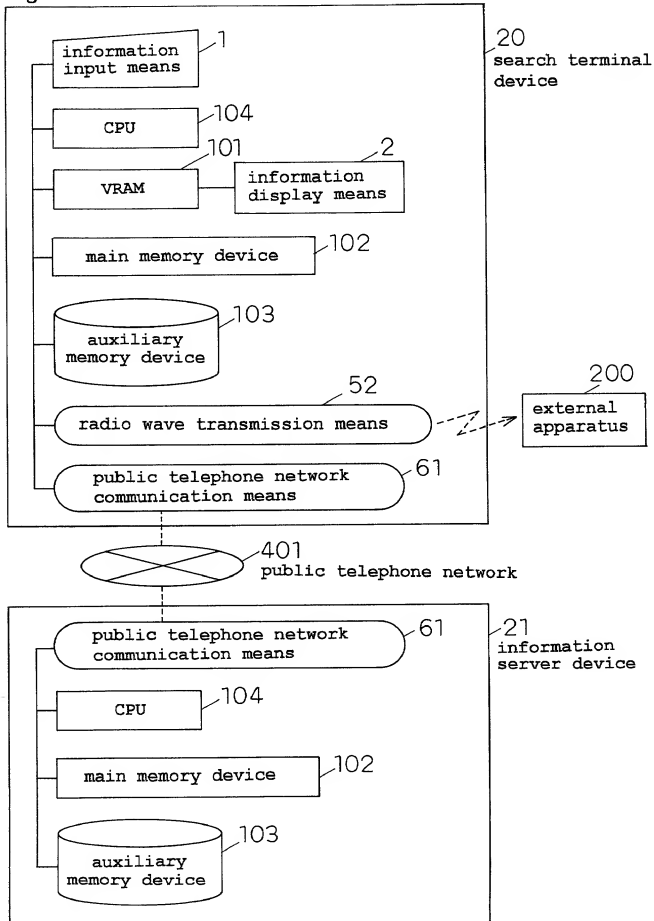 1
information
input means
20
search terminal
device
104
CPU
101
VRAM
2
information
display means
102
main memory device
103
auxiliary
memory device
52
radio wave transmission means
200
external
apparatus
61
public telephone network
communication means
401
public telephone network
61
public telephone network
communication means
21
information
server device
104
CPU
102
main memory device
103
auxiliary
memory device